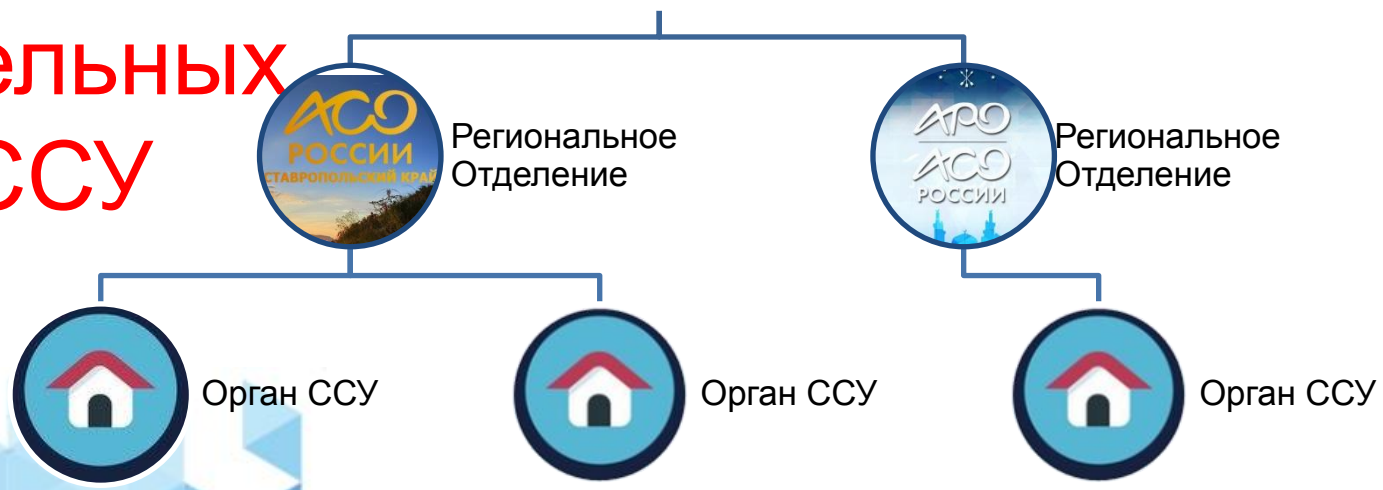 ельных
ССУ
АСО
РОССИИ
СТАВРОПОЛЬСКИЙ КРАЙ
Региональное
Отделение
АРО
АСО
РОССИИ
Региональное
Отделение
Орган ССУ
Орган ССУ
Орган ССУ